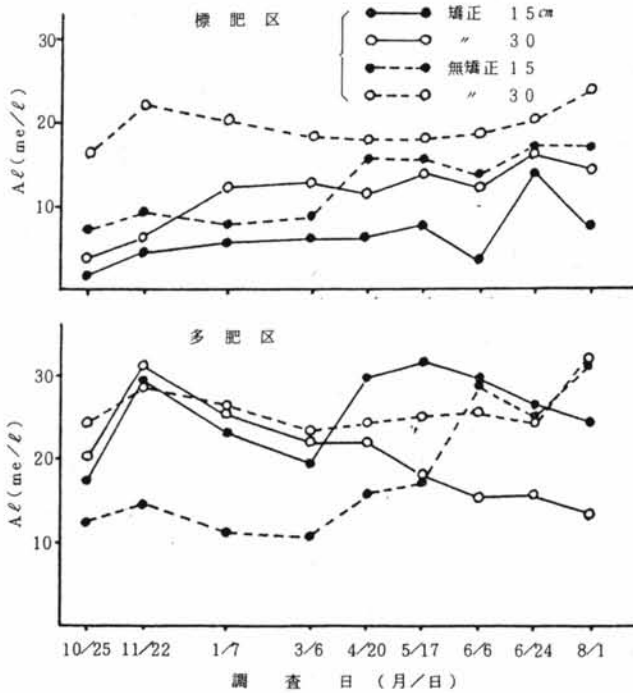 標 肥 区
矯正 15㎝
〃 30
無矯正 15
〃 30
Aℓ(me/ℓ)
30
20
10
多 肥 区
Aℓ(me/ℓ)
30
20
10
10/25 11/22 1/7 3/6 4/20 5/17 6/6 6/24 8/1
調 査 日 (月/日)